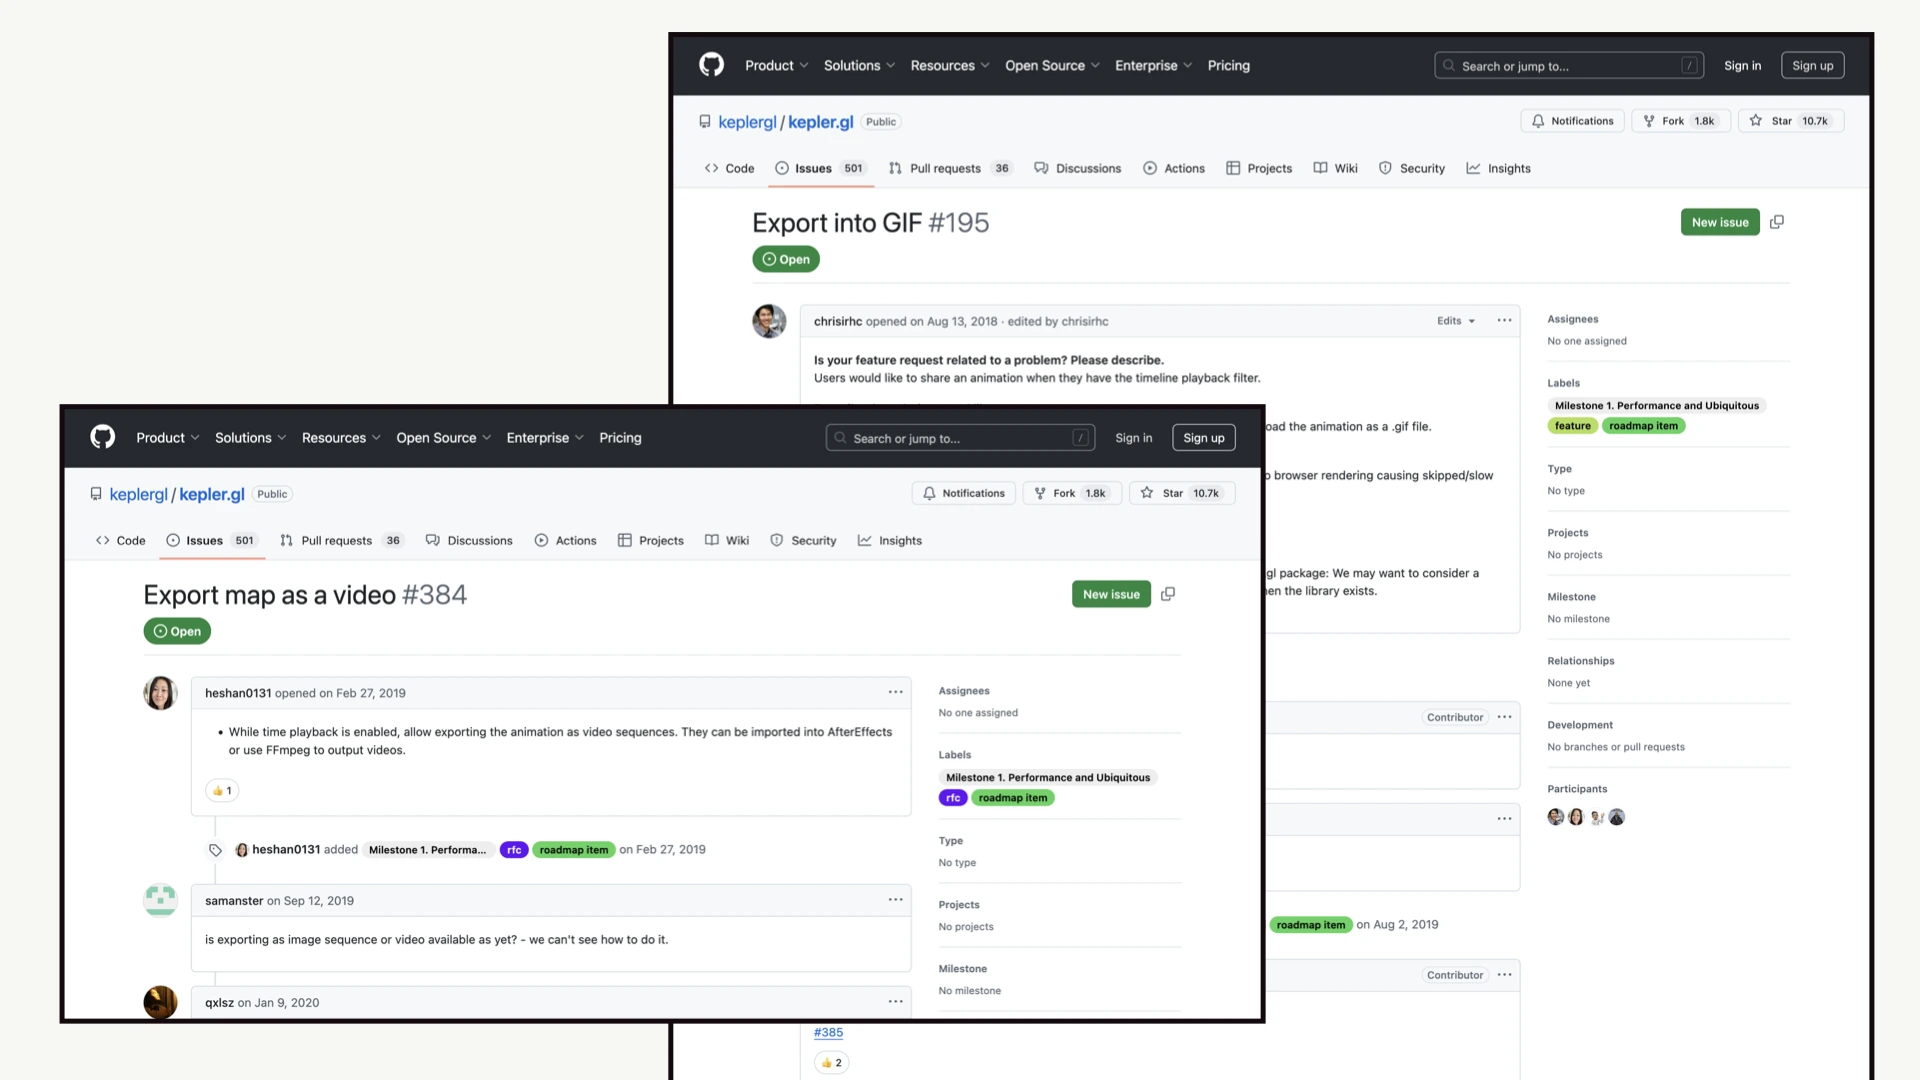 Product Solutions Resources Open Source Enterprise Pricing Search or jump to... / Sign in Sign up
keplergl / kepler.gl Public Notifications Fork 1.8k Star 10.7k
Code Issues 501 Pull requests 36 Discussions Actions Projects Wiki Security Insights
Export into GIF #195 New issue
Open
chrisirhc opened on Aug 13, 2018 · edited by chrisirhc Edits
Is your feature request related to a problem? Please describe.
Users would like to share an animation when they have the timeline playback filter.
oad the animation as a .gif file.
browser rendering causing skipped/slow
gl package: We may want to consider a
en the library exists.
Contributor
roadmap item on Aug 2, 2019
Contributor
#385
👍 2
Assignees
No one assigned
Labels
Milestone 1. Performance and Ubiquitous
feature roadmap item
Type
No type
Projects
No projects
Milestone
No milestone
Relationships
None yet
Development
No branches or pull requests
Participants
Product Solutions Resources Open Source Enterprise Pricing Search or jump to... / Sign in Sign up
keplergl / kepler.gl Public Notifications Fork 1.8k Star 10.7k
Code Issues 501 Pull requests 36 Discussions Actions Projects Wiki Security Insights
Export map as a video #384 New issue
Open
heshan0131 opened on Feb 27, 2019
• While time playback is enabled, allow exporting the animation as video sequences. They can be imported into AfterEffects
or use FFmpeg to output videos.
👍 1
heshan0131 added Milestone 1. Performa... rfc roadmap item on Feb 27, 2019
samanster on Sep 12, 2019
is exporting as image sequence or video available as yet? - we can't see how to do it.
qxlsz on Jan 9, 2020
Assignees
No one assigned
Labels
Milestone 1. Performance and Ubiquitous
rfc roadmap item
Type
No type
Projects
No projects
Milestone
No milestone